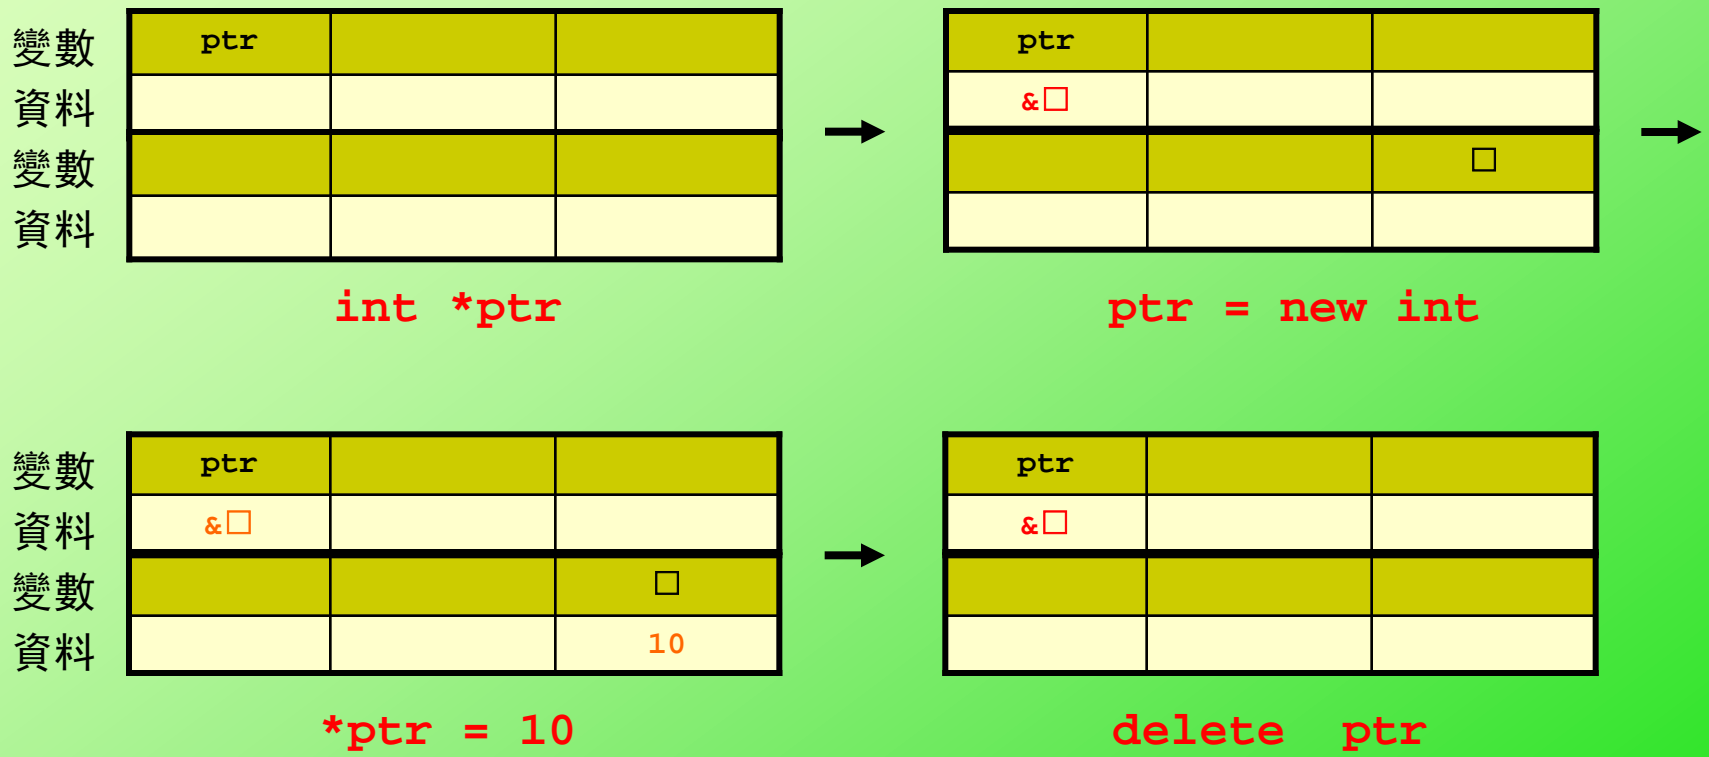 變數 ptr ptr
資料 &□
變數 □
資料
int *ptr ptr = new int
變數 ptr ptr
資料 &□ &□
變數 □
資料 10
*ptr = 10 delete ptr